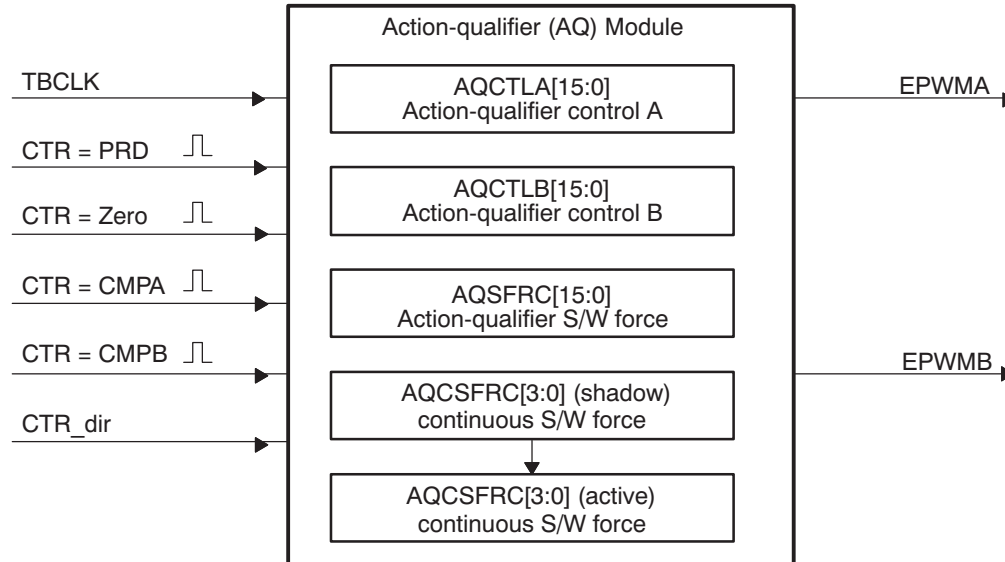 Action-qualifier (AQ) Module
TBCLK
CTR = PRD
CTR = Zero
CTR = CMPA
CTR = CMPB
CTR_dir
AQCTLA[15:0]
Action-qualifier control A
AQCTLB[15:0]
Action-qualifier control B
AQSFRC[15:0]
Action-qualifier S/W force
AQCSFRC[3:0] (shadow)
continuous S/W force
AQCSFRC[3:0] (active)
continuous S/W force
EPWMA
EPWMB